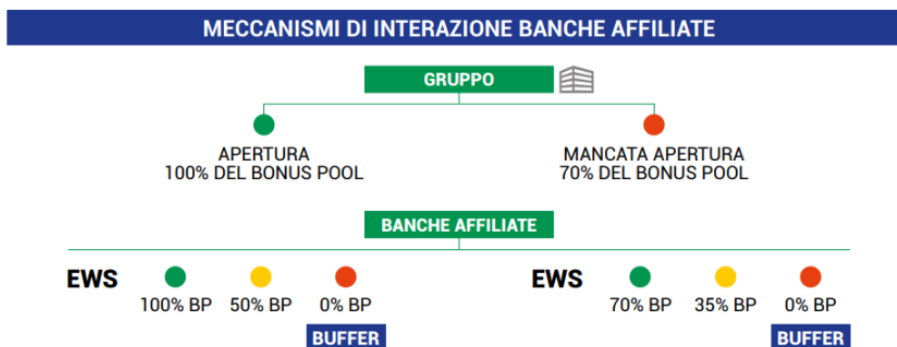 MECCANISMI DI INTERAZIONE BANCHE AFFILIATE
GRUPPO
APERTURA
100% DEL BONUS POOL
MANCATA APERTURA
70% DEL BONUS POOL
BANCHE AFFILIATE
EWS
100% BP
50% BP
0% BP
BUFFER
EWS
70% BP
35% BP
0% BP
BUFFER